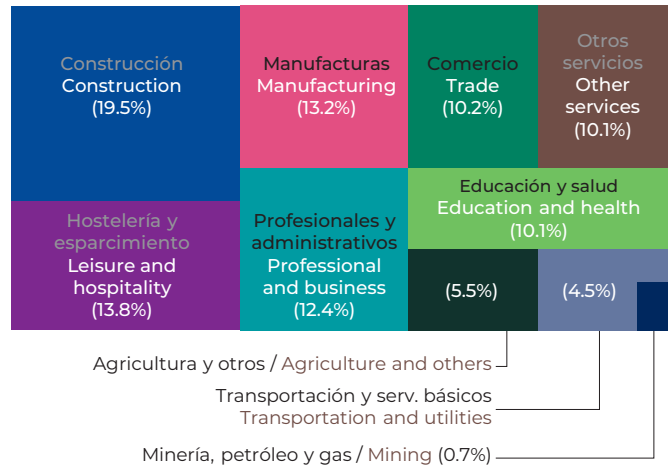 Construcción
Construction
(19.5%)
Manufacturas
Manufacturing
(13.2%)
Comercio
Trade
(10.2%)
Otros
servicios
Other
services
(10.1%)
Hostelería y
esparcimiento
Leisure and
hospitality
(13.8%)
Profesionales y
administrativos
Professional
and business
(12.4%)
Educación y salud
Education and health
(10.1%)
(5.5%)
(4.5%)
Agricultura y otros / Agriculture and others
Transportación y serv. básicos
Transportation and utilities
Minería, petróleo y gas / Mining (0.7%)